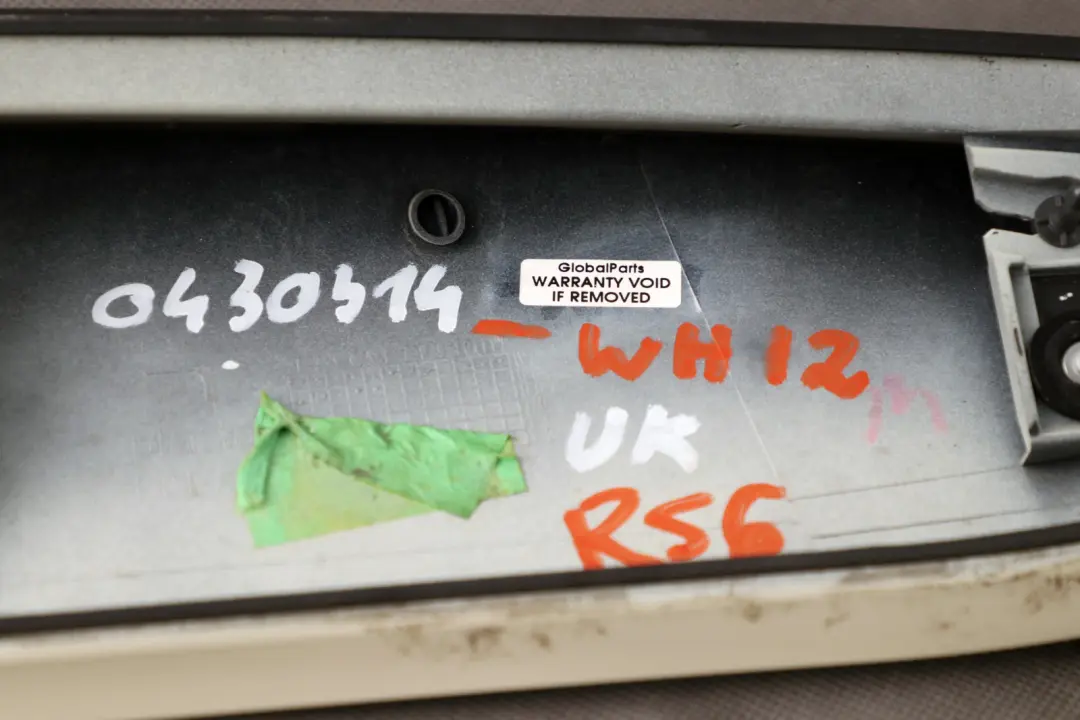 GlobalParts
WARRANTY VOID
IF REMOVED
0430314
- WH 12
UK
RS6